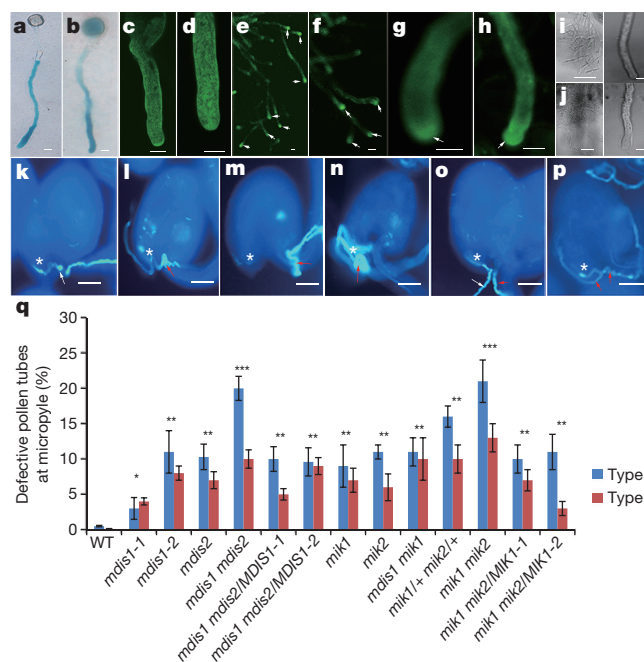 a b c d e f g h i j
k l m n o p
* * * * * *
q
Defective pollen tubes
at micropyle (%)
30
25
20
15
10
5
0
* ** ** *** ** ** ** ** ** ** *** ** **
WT
mdis1-1
mdis1-2
mdis2
mdis1 mdis2
mdis1 mdis2/MDIS1-1
mdis1 mdis2/MDIS1-2
mik1
mik2
mdis1 mik1
mik1/+ mik2/+
mik1 mik2
mik1 mik2/MIK1-1
mik1 mik2/MIK1-2
Type
Type